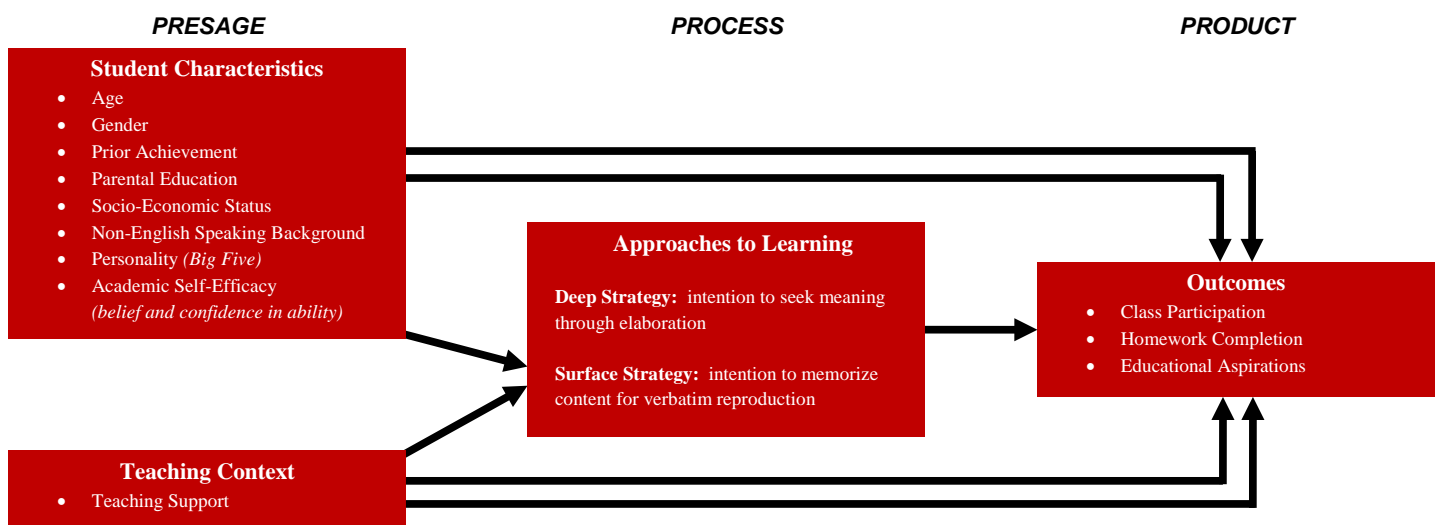 PRESAGE PROCESS PRODUCT
Student Characteristics
• Age
• Gender
• Prior Achievement
• Parental Education
• Socio-Economic Status
• Non-English Speaking Background
• Personality (Big Five)
• Academic Self-Efficacy
(belief and confidence in ability)
Approaches to Learning
Deep Strategy: intention to seek meaning
through elaboration
Surface Strategy: intention to memorize
content for verbatim reproduction
Outcomes
• Class Participation
• Homework Completion
• Educational Aspirations
Teaching Context
• Teaching Support